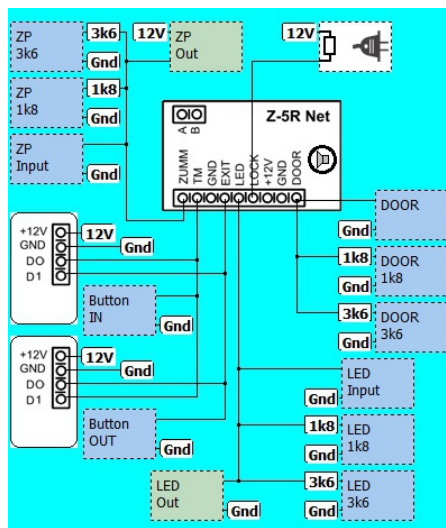 ZP
3k6
3k6
Gnd
12V
ZP
Out
12V
ZP
1k8
1k8
Gnd
ZP
Input
Gnd
A
B
Z-5R Net
ZUMM
TM
GND
EXIT
LED
LOCK
+12V
GND
DOOR
DOOR
Gnd
1k8
DOOR
1k8
Gnd
3k6
DOOR
3k6
Gnd
+12V
GND
DO
D1
12V
Gnd
Button
IN
Gnd
+12V
GND
DO
D1
12V
Gnd
Button
OUT
Gnd
LED
Input
Gnd
1k8
LED
1k8
Gnd
3k6
LED
3k6
Gnd
LED
Out
Gnd